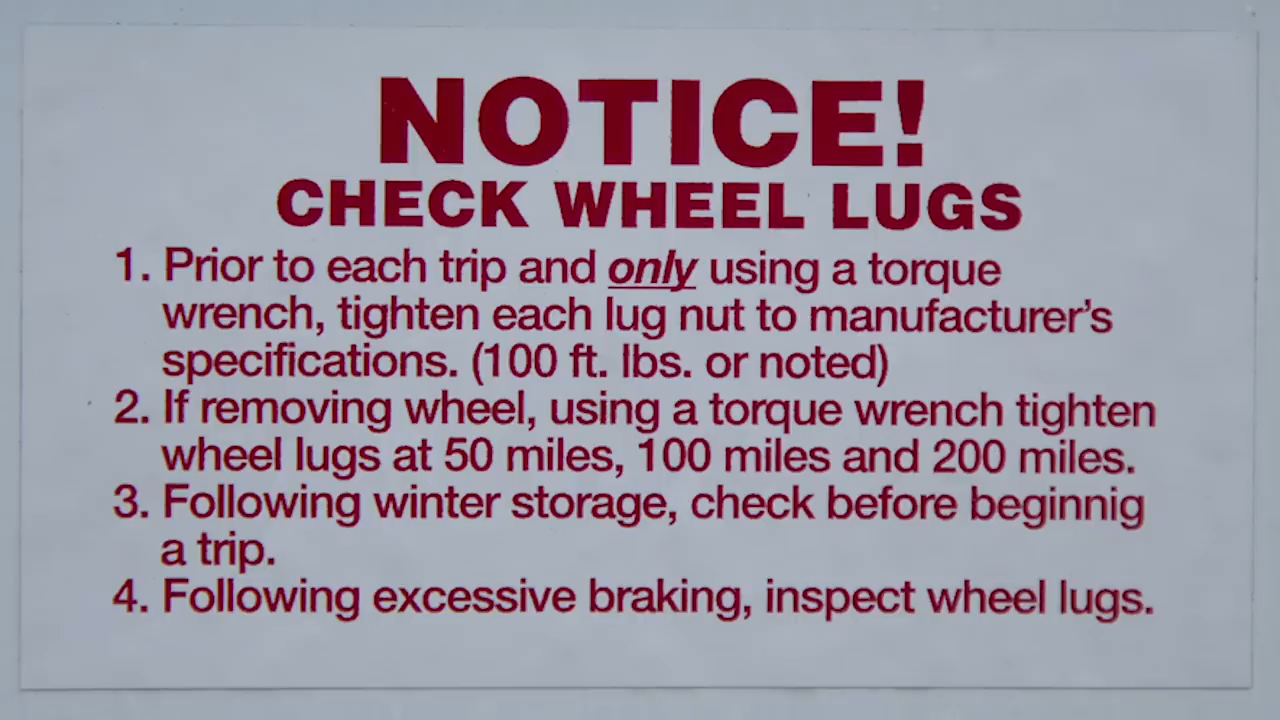 NOTICE!
CHECK WHEEL LUGS
1. Prior to each trip and only using a torque
wrench, tighten each lug nut to manufacturer's
specifications. (100 ft. lbs. or noted)
2. If removing wheel, using a torque wrench tighten
wheel lugs at 50 miles, 100 miles and 200 miles.
3. Following winter storage, check before beginnig
a trip.
4. Following excessive braking, inspect wheel lugs.